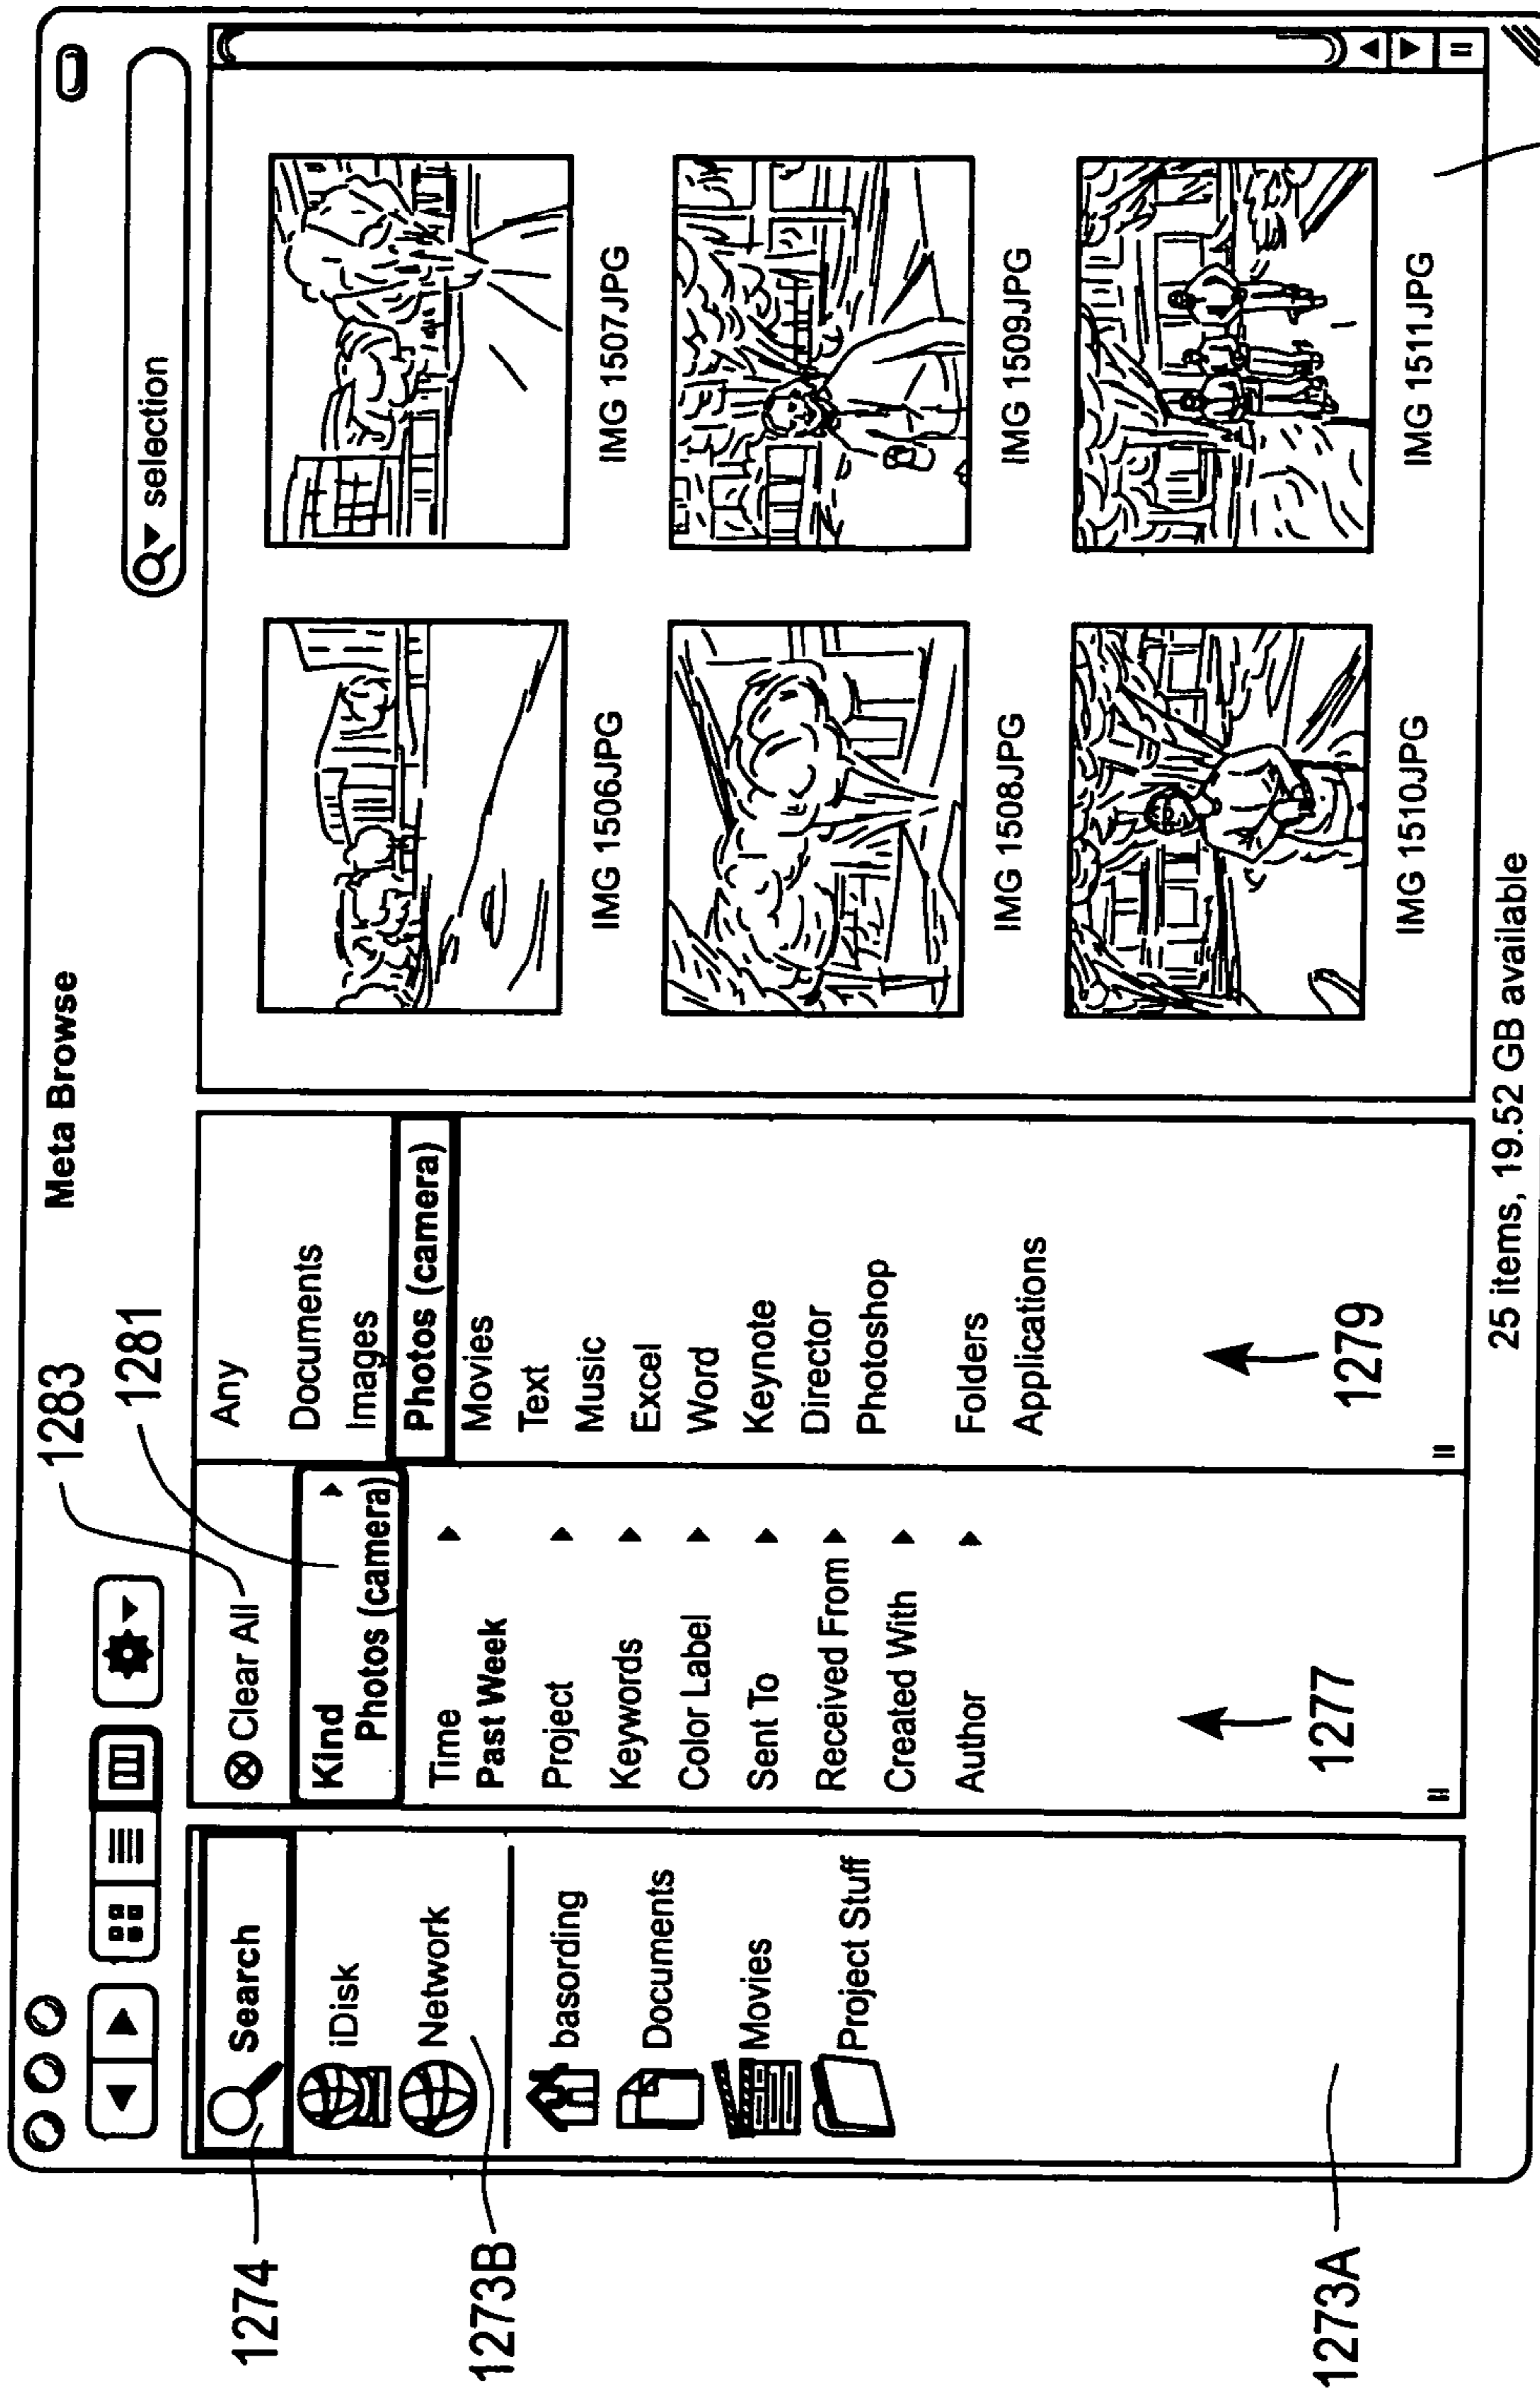 Meta Browse
1283
1281
selection
1274
Search
iDisk
Network
1273B
basording
Documents
Movies
Project Stuff
1273A
Clear All
Kind
Photos (camera)
Time
Past Week
Project
Keywords
Color Label
Sent To
Received From
Created With
Author
1277
Any
Documents
Images
Photos (camera)
Movies
Text
Music
Excel
Word
Keynote
Director
Photoshop
Folders
Applications
1279
IMG 1506JPG
IMG 1507JPG
IMG 1508JPG
IMG 1509JPG
IMG 1510JPG
IMG 1511JPG
25 items, 19.52 GB available